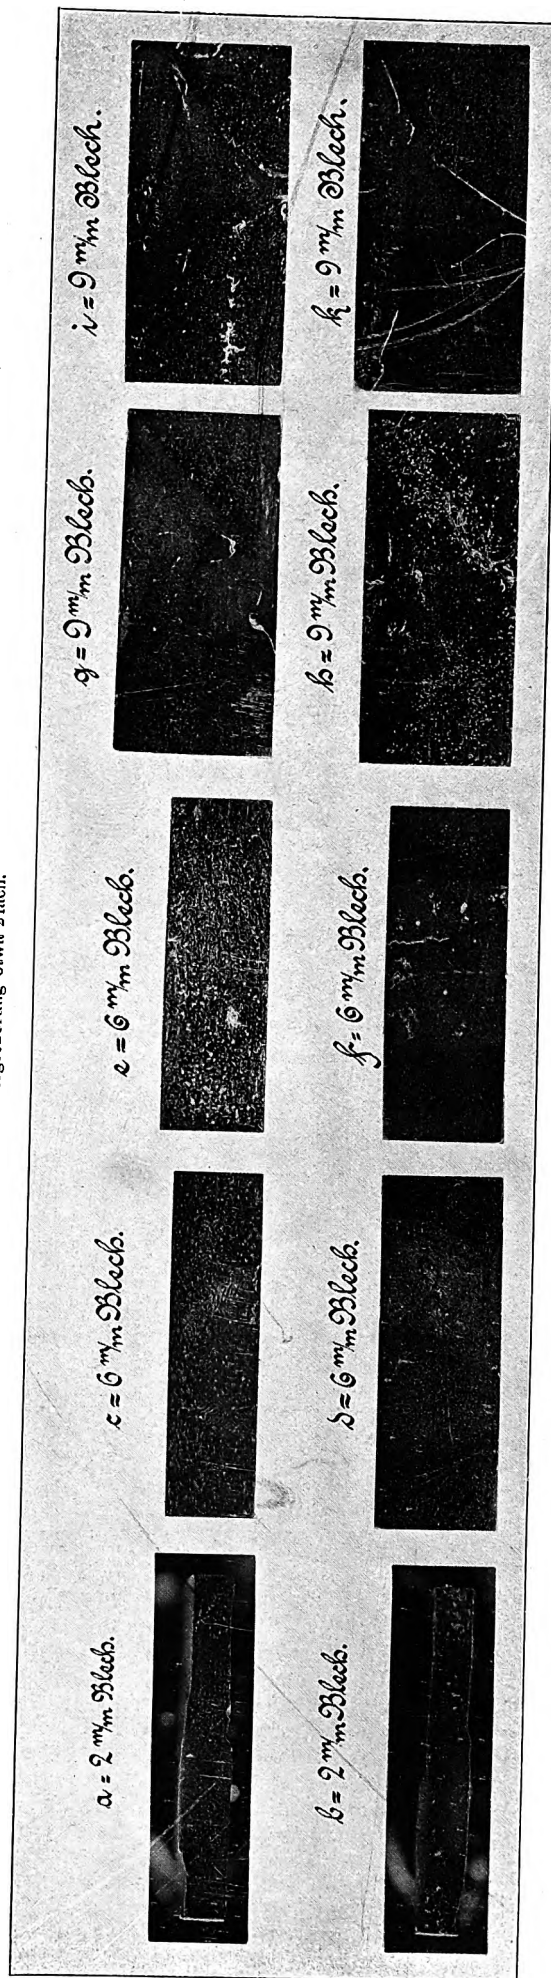 a = 2 m/m Blech.
b = 2 m/m Blech.
c = 6 m/m Blech.
d = 6 m/m Blech.
e = 6 m/m Blech.
f = 6 m/m Blech.
g = 9 m/m Blech.
h = 9 m/m Blech.
i = 9 m/m Blech.
k = 9 m/m Blech.